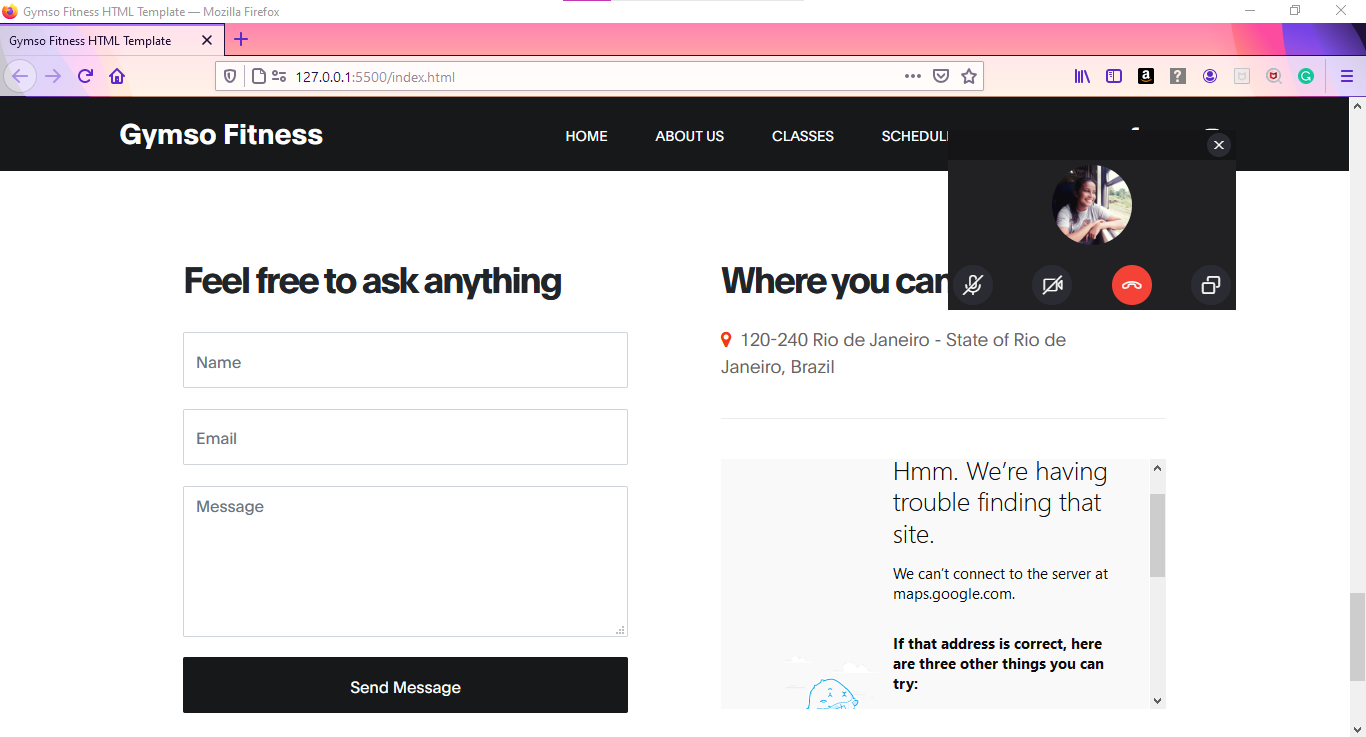 Gymso Fitness HTML Template — Mozilla Firefox
Gymso Fitness HTML Template
127.0.0.1:5500/index.html
Gymso Fitness
HOME
ABOUT US
CLASSES
Feel free to ask anything
Name
Email
Message
Send Message
Where you can
120-240 Rio de Janeiro - State of Rio de
Janeiro, Brazil
Hmm. We’re having
trouble finding that
site.
We can’t connect to the server at
maps.google.com.
If that address is correct, here
are three other things you can
try: